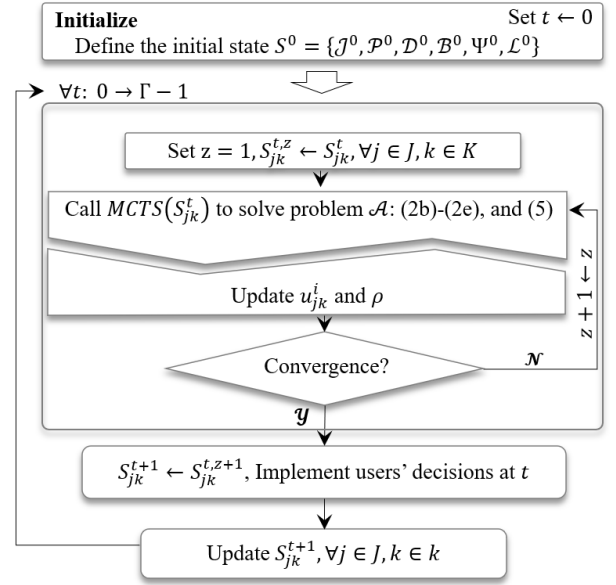 Initialize Set t ← 0
Define the initial state S⁰ = {𝒥⁰, 𝒫⁰, 𝒟⁰, ℬ⁰, Ψ⁰, ℒ⁰}
∀t: 0 → Γ − 1
Set z = 1, S_{jk}^{t,z} ← S_{jk}^{t}, ∀j ∈ J, k ∈ K
Call MCTS(S_{jk}^{t}) to solve problem 𝒜: (2b)-(2e), and (5)
Update u_{jk}^{i} and ρ
z + 1 ← z
Convergence?
𝒩
𝒴
S_{jk}^{t+1} ← S_{jk}^{t,z+1}, Implement users' decisions at t
Update S_{jk}^{t+1}, ∀j ∈ J, k ∈ k